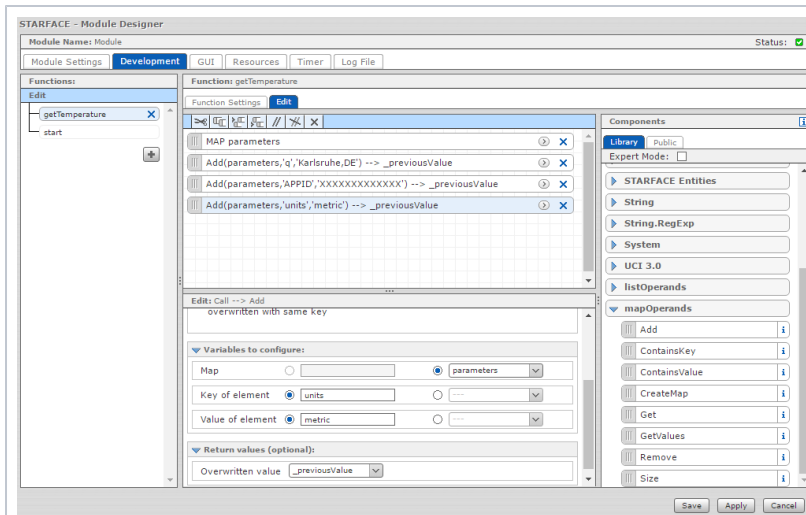 STARFACE - Module Designer
Module Name: Module
Status:
Module Settings
Development
GUI
Resources
Timer
Log File
Functions:
Edit
getTemperature
start
Function: getTemperature
Function Settings
Edit
MAP parameters
Add(parameters,'q','Karlsruhe,DE') --> _previousValue
Add(parameters,'APPID','XXXXXXXXXXXXX') --> _previousValue
Add(parameters,'units','metric') --> _previousValue
Edit: Call --> Add
overwritten with same key
Variables to configure:
Map
parameters
Key of element
units
---
Value of element
metric
---
Return values (optional):
Overwritten value
_previousValue
Components
Library
Public
Expert Mode:
STARFACE Entities
String
String.RegExp
System
UCI 3.0
listOperands
mapOperands
Add
ContainsKey
ContainsValue
CreateMap
Get
GetValues
Remove
Size
Save
Apply
Cancel